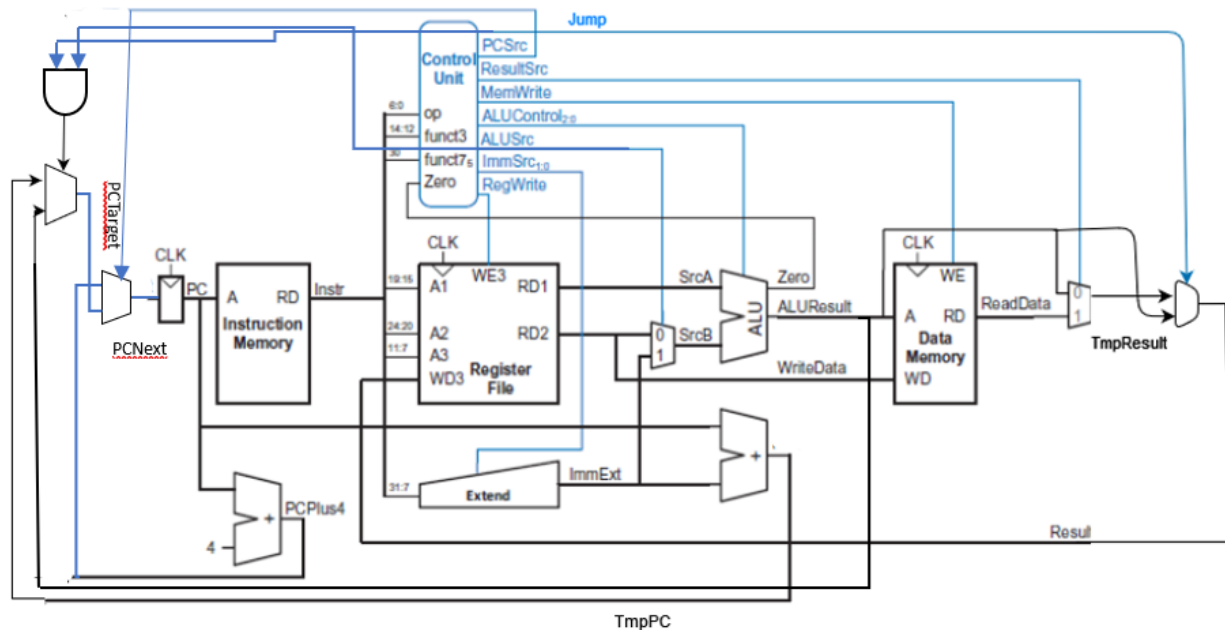 Jump
PCSrc
Control
Unit
ResultSrc
MemWrite
6:0
op
ALUControl2:0
14:12
funct3
ALUSrc
30
funct75
ImmSrc1:0
Zero
RegWrite
PCTarget
CLK
CLK
CLK
PC
A
RD
Instr
Instruction
Memory
19:15
A1
WE3
RD1
SrcA
Zero
WE
ALU
ALUResult
A
RD
ReadData
0
1
24:20
A2
RD2
0
1
SrcB
Data
Memory
TmpResult
PCNext
11:7
A3
WD3
Register
File
WriteData
WD
+
31:7
Extend
ImmExt
PCPlus4
+
4
Result
TmpPC